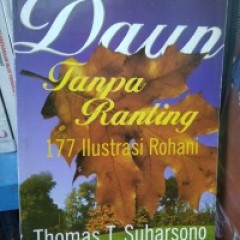 Daun
Tanpa
Ranting
177 Ilustrasi Rohani
Thomas T. Suharsono